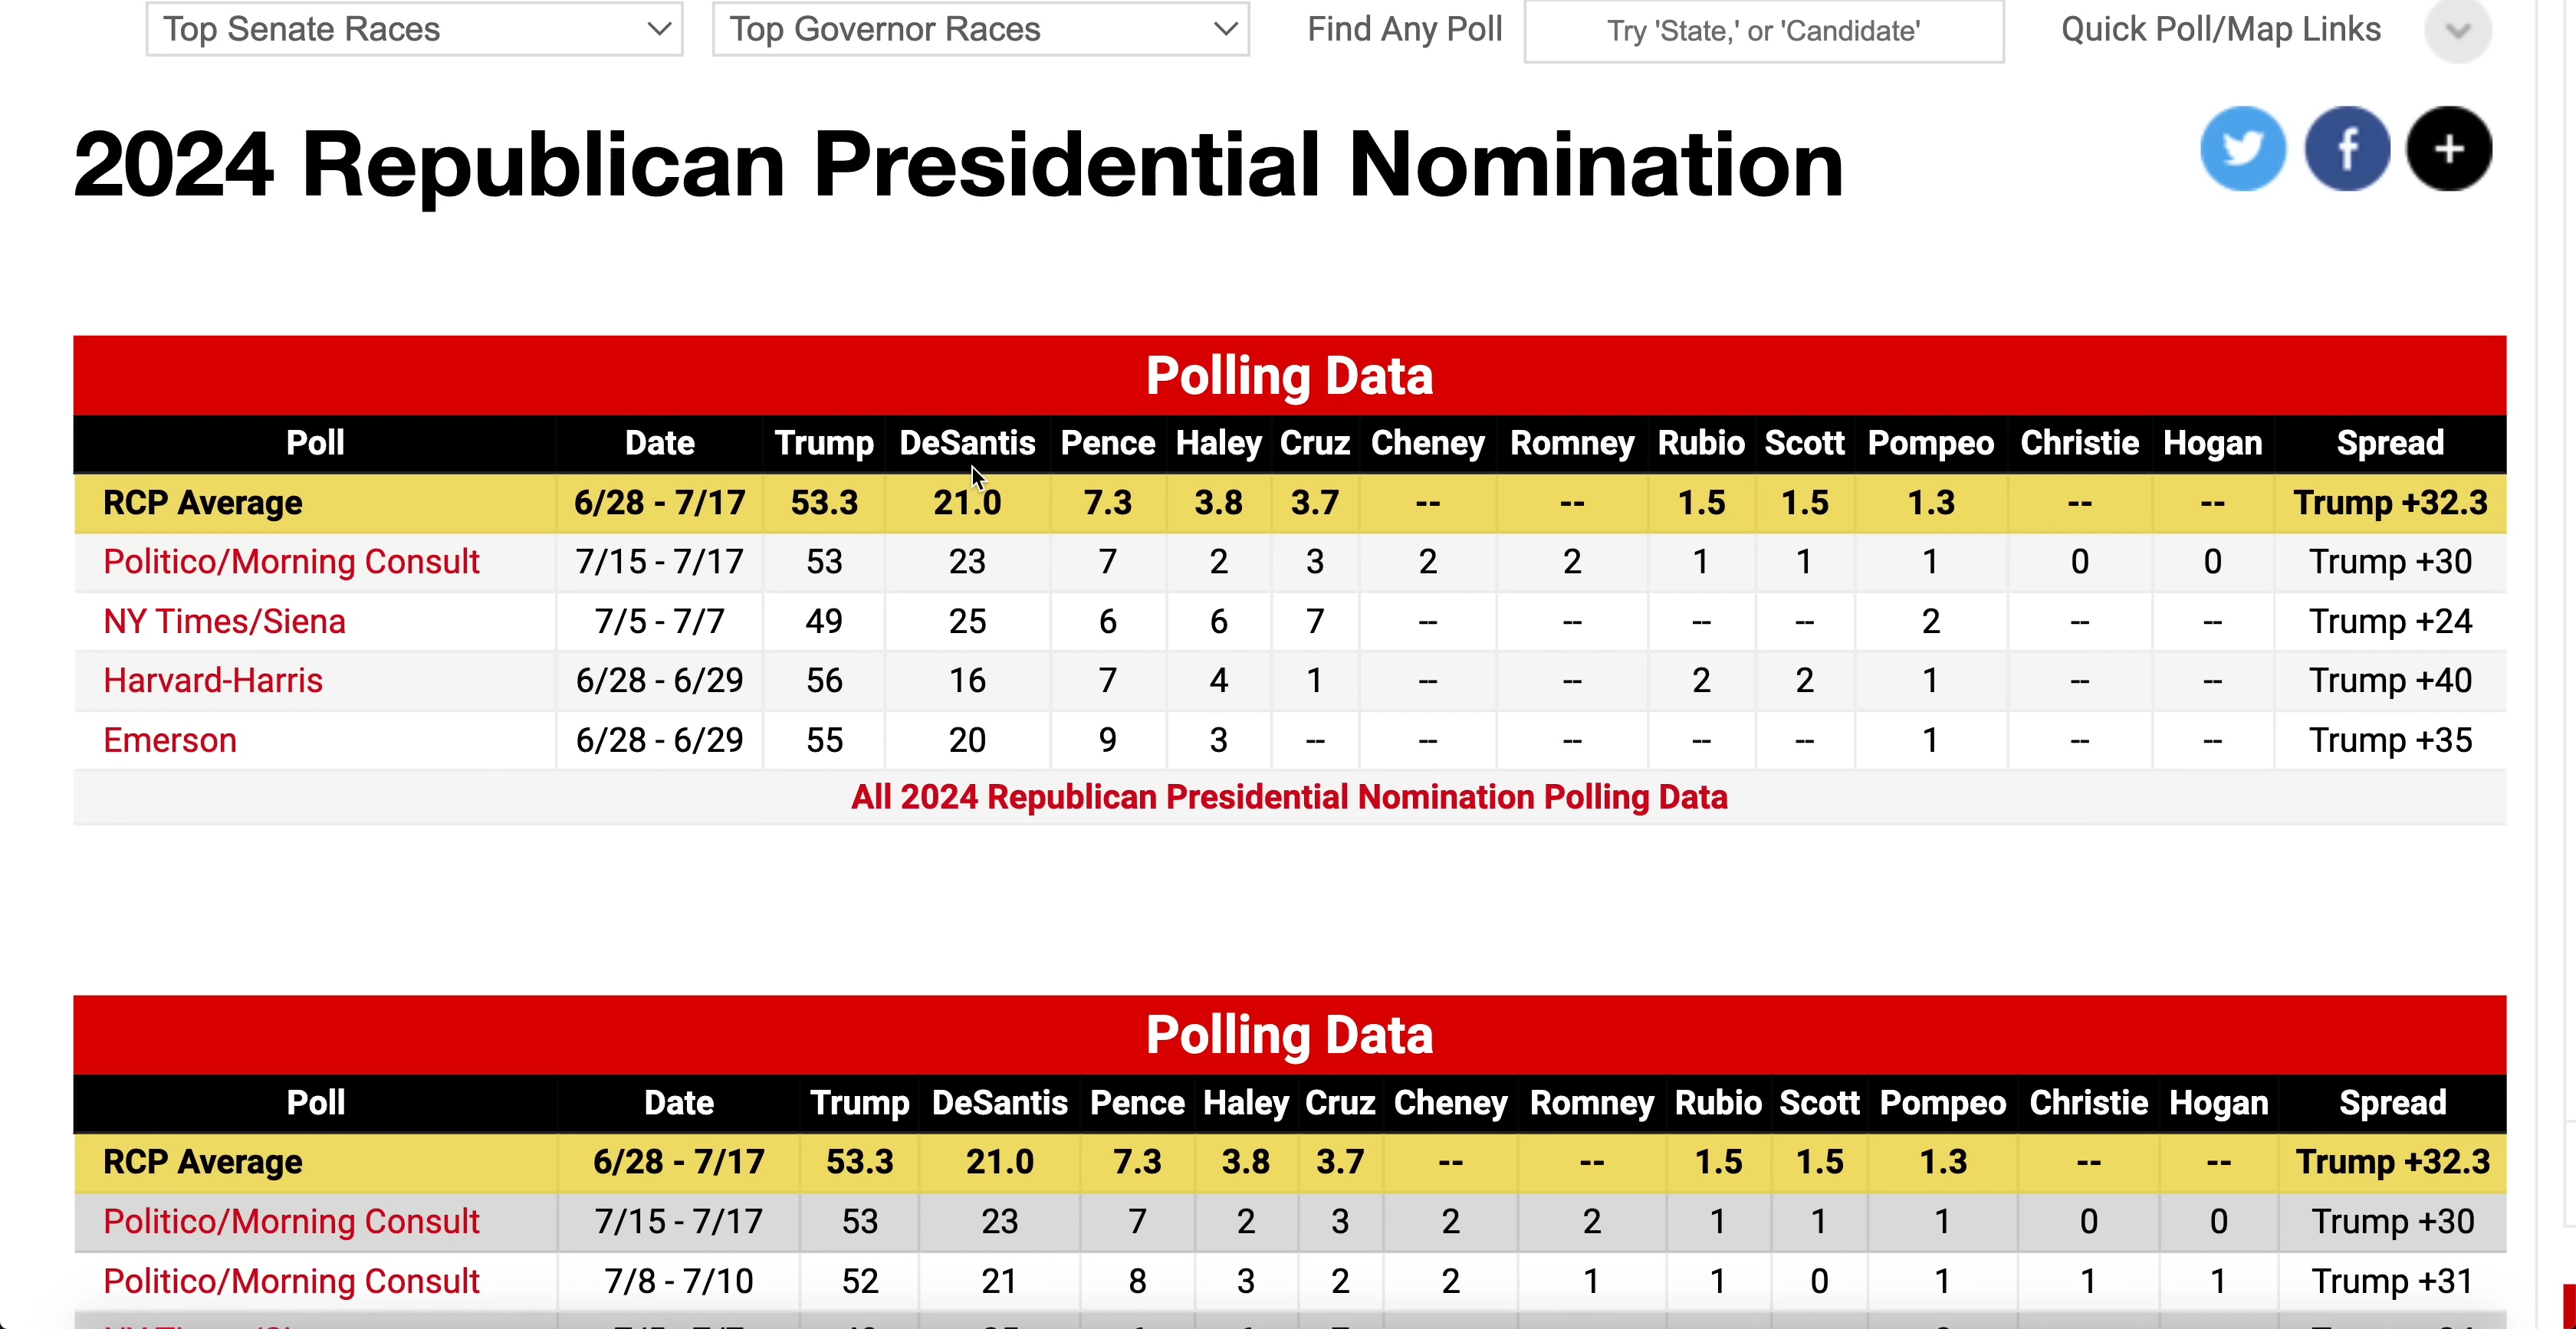 Top Senate Races Top Governor Races Find Any Poll Try 'State,' or 'Candidate' Quick Poll/Map Links
2024 Republican Presidential Nomination
Polling Data
Poll Date Trump DeSantis Pence Haley Cruz Cheney Romney Rubio Scott Pompeo Christie Hogan Spread
RCP Average 6/28 - 7/17 53.3 21.0 7.3 3.8 3.7 -- -- 1.5 1.5 1.3 -- -- Trump +32.3
Politico/Morning Consult 7/15 - 7/17 53 23 7 2 3 2 2 1 1 1 0 0 Trump +30
NY Times/Siena 7/5 - 7/7 49 25 6 6 7 -- -- -- -- 2 -- -- Trump +24
Harvard-Harris 6/28 - 6/29 56 16 7 4 1 -- -- 2 2 1 -- -- Trump +40
Emerson 6/28 - 6/29 55 20 9 3 -- -- -- -- -- 1 -- -- Trump +35
All 2024 Republican Presidential Nomination Polling Data
Polling Data
Poll Date Trump DeSantis Pence Haley Cruz Cheney Romney Rubio Scott Pompeo Christie Hogan Spread
RCP Average 6/28 - 7/17 53.3 21.0 7.3 3.8 3.7 -- -- 1.5 1.5 1.3 -- -- Trump +32.3
Politico/Morning Consult 7/15 - 7/17 53 23 7 2 3 2 2 1 1 1 0 0 Trump +30
Politico/Morning Consult 7/8 - 7/10 52 21 8 3 2 2 1 1 0 1 1 1 Trump +31